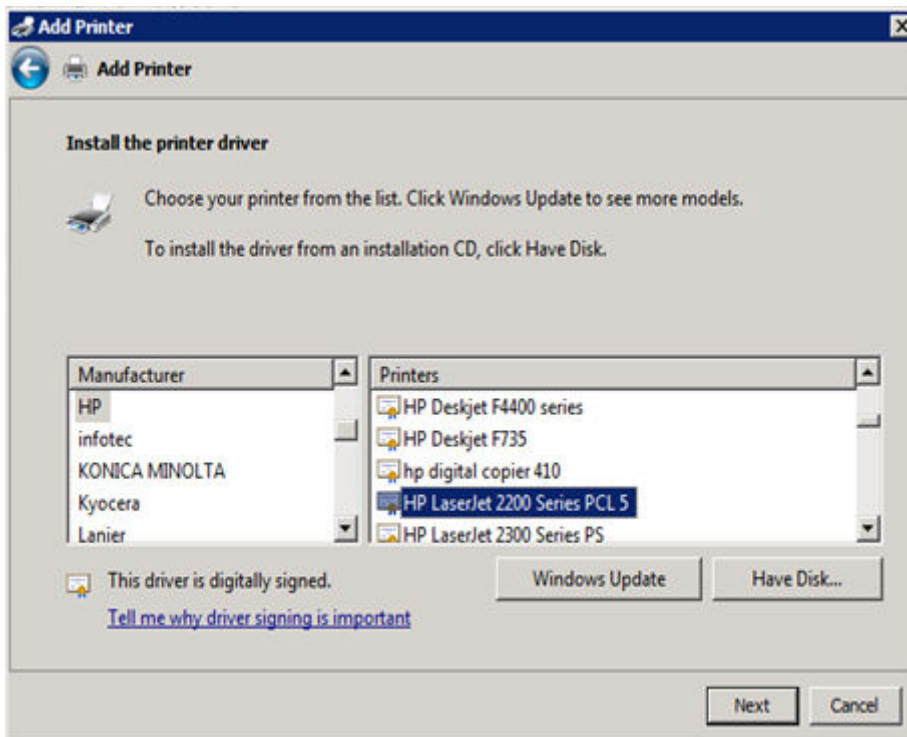 Add Printer
Add Printer
Install the printer driver
Choose your printer from the list. Click Windows Update to see more models.
To install the driver from an installation CD, click Have Disk.
Manufacturer
HP
infotec
KONICA MINOLTA
Kyocera
Lanier
Printers
HP Deskjet F4400 series
HP Deskjet F735
hp digital copier 410
HP LaserJet 2200 Series PCL 5
HP LaserJet 2300 Series PS
This driver is digitally signed.
Tell me why driver signing is important
Windows Update
Have Disk...
Next
Cancel